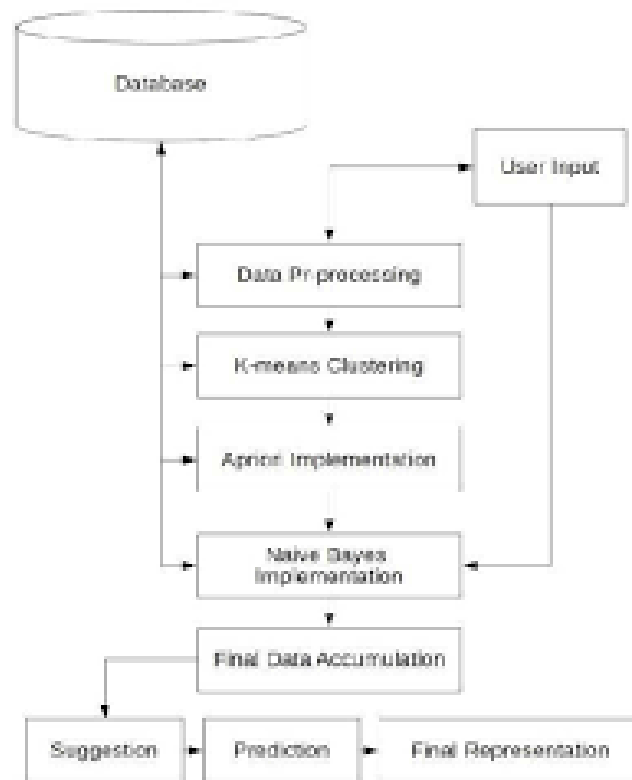 Database
User Input
Data Pr-processing
K-means Clustering
Apriori Implementation
Naive Bayes
Implementation
Final Data Accumulation
Suggestion
Prediction
Final Representation